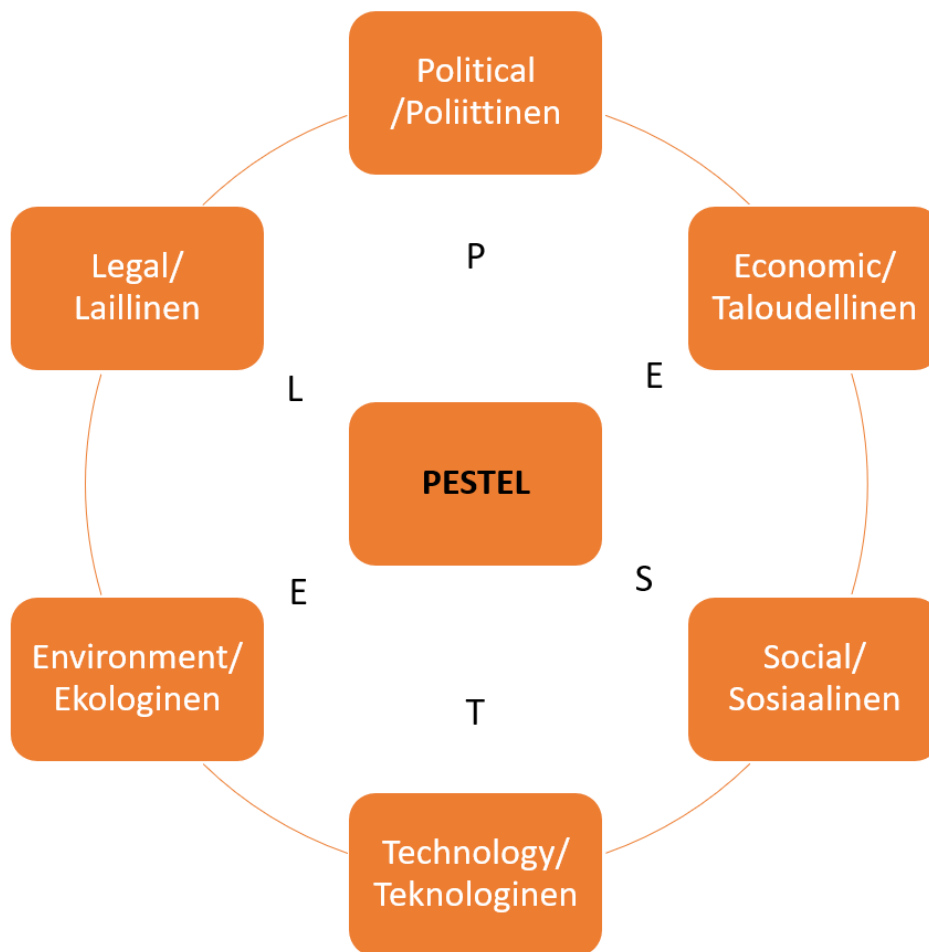 Political
/Poliittinen
Legal/
Laillinen
P
Economic/
Taloudellinen
L
E
PESTEL
E
S
Environment/
Ekologinen
Social/
Sosiaalinen
T
Technology/
Teknologinen